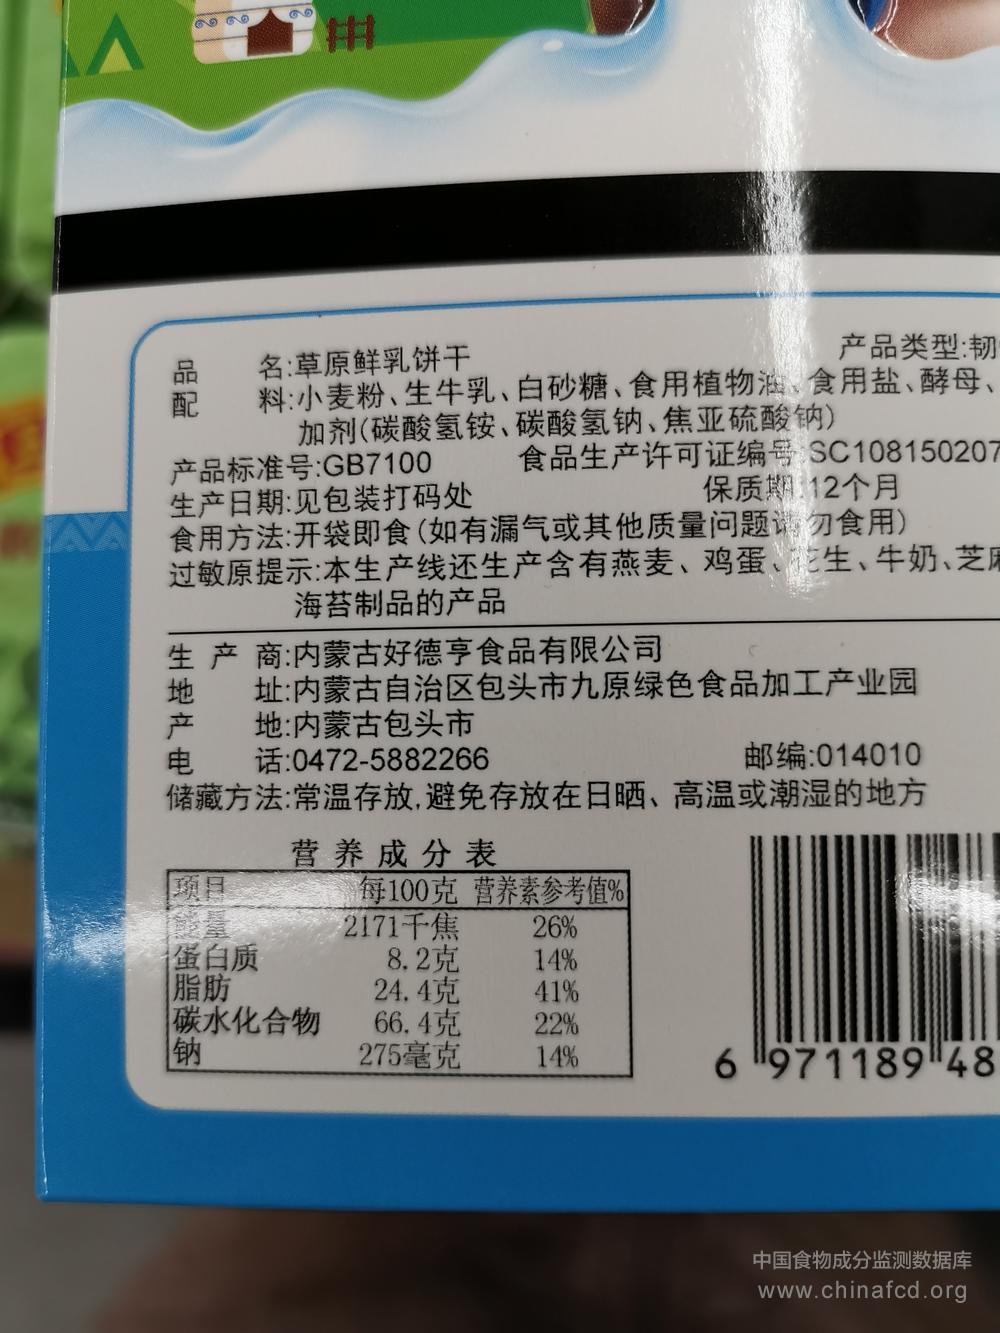 品 名:草原鲜乳饼干 产品类型:韧
配 料:小麦粉、生牛乳、白砂糖、食用植物油、食用盐、酵母、
加剂(碳酸氢铵、碳酸氢钠、焦亚硫酸钠)
产品标准号:GB7100 食品生产许可证编号:SC108150207
生产日期:见包装打码处 保质期:12个月
食用方法:开袋即食(如有漏气或其他质量问题请勿食用)
过敏原提示:本生产线还生产含有燕麦、鸡蛋、花生、牛奶、芝麻
海苔制品的产品
生 产 商:内蒙古好德亨食品有限公司
地 址:内蒙古自治区包头市九原绿色食品加工产业园
产 地:内蒙古包头市
电 话:0472-5882266 邮编:014010
储藏方法:常温存放,避免存放在日晒、高温或潮湿的地方
营养成分表
项目 每100克 营养素参考值%
能量 2171千焦 26%
蛋白质 8.2克 14%
脂肪 24.4克 41%
碳水化合物 66.4克 22%
钠 275毫克 14%
6 971189 48
中国食物成分监测数据库
www.chinafcd.org